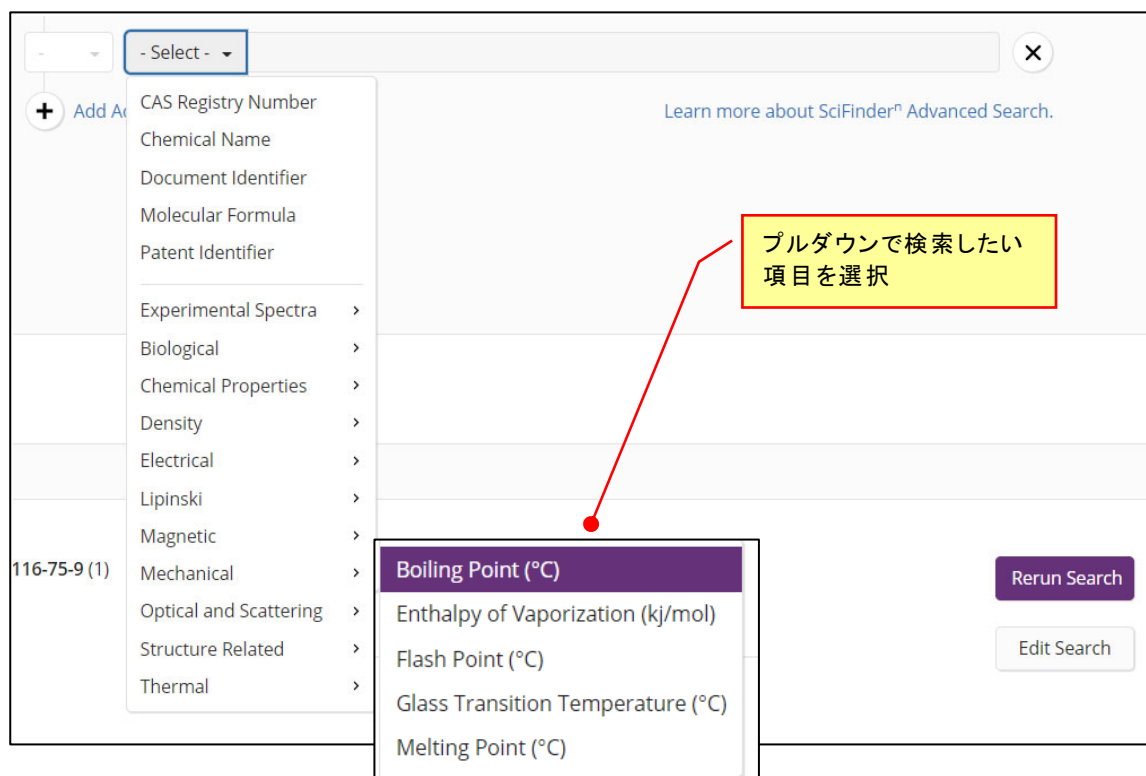 - Select -
Add Ad
Learn more about SciFinderⁿ Advanced Search.
CAS Registry Number
Chemical Name
Document Identifier
Molecular Formula
Patent Identifier
プルダウンで検索したい
項目を選択
Experimental Spectra
Biological
Chemical Properties
Density
Electrical
Lipinski
Magnetic
116-75-9 (1)
Mechanical
Optical and Scattering
Structure Related
Thermal
Boiling Point (°C)
Enthalpy of Vaporization (kj/mol)
Flash Point (°C)
Glass Transition Temperature (°C)
Melting Point (°C)
Rerun Search
Edit Search